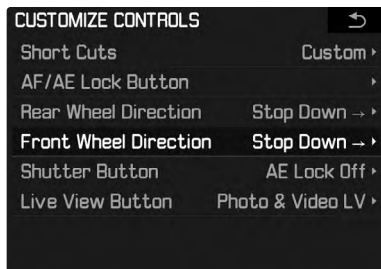 CUSTOMIZE CONTROLS
Short Cuts Custom
AF/AE Lock Button
Rear Wheel Direction Stop Down →
Front Wheel Direction Stop Down →
Shutter Button AE Lock Off
Live View Button Photo & Video LV